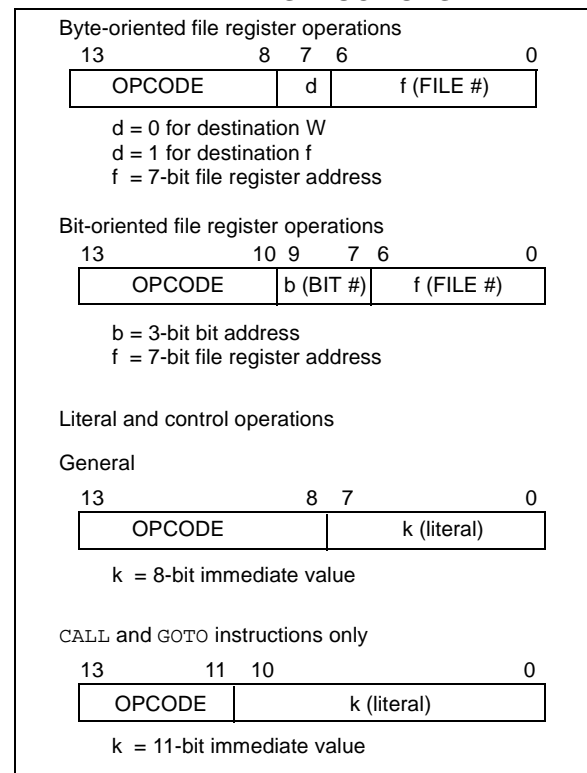 Byte-oriented file register operations
13 8 7 6 0
OPCODE d f (FILE #)
d = 0 for destination W
d = 1 for destination f
f = 7-bit file register address
Bit-oriented file register operations
13 10 9 7 6 0
OPCODE b (BIT #) f (FILE #)
b = 3-bit bit address
f = 7-bit file register address
Literal and control operations
General
13 8 7 0
OPCODE k (literal)
k = 8-bit immediate value
CALL and GOTO instructions only
13 11 10 0
OPCODE k (literal)
k = 11-bit immediate value